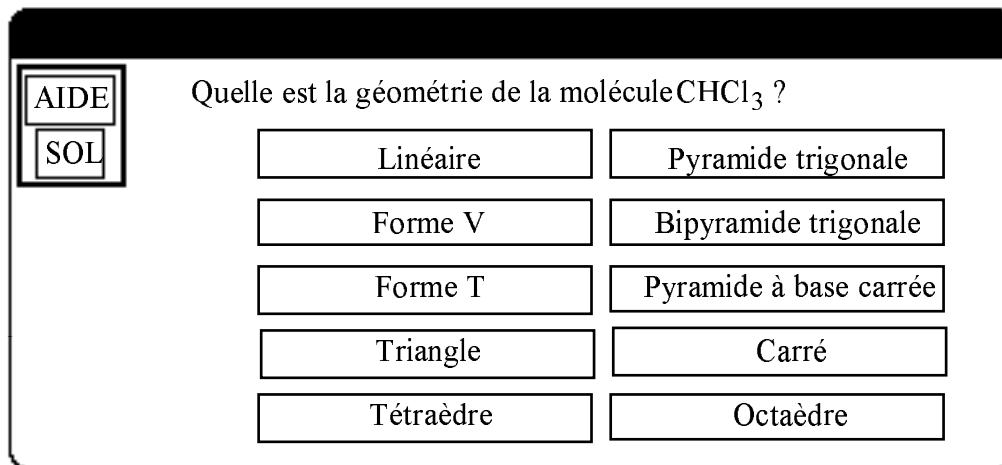 AIDE
SOL
Quelle est la géométrie de la molécule CHCl₃ ?
Linéaire
Pyramide trigonale
Forme V
Bipyramide trigonale
Forme T
Pyramide à base carrée
Triangle
Carré
Tétraèdre
Octaèdre